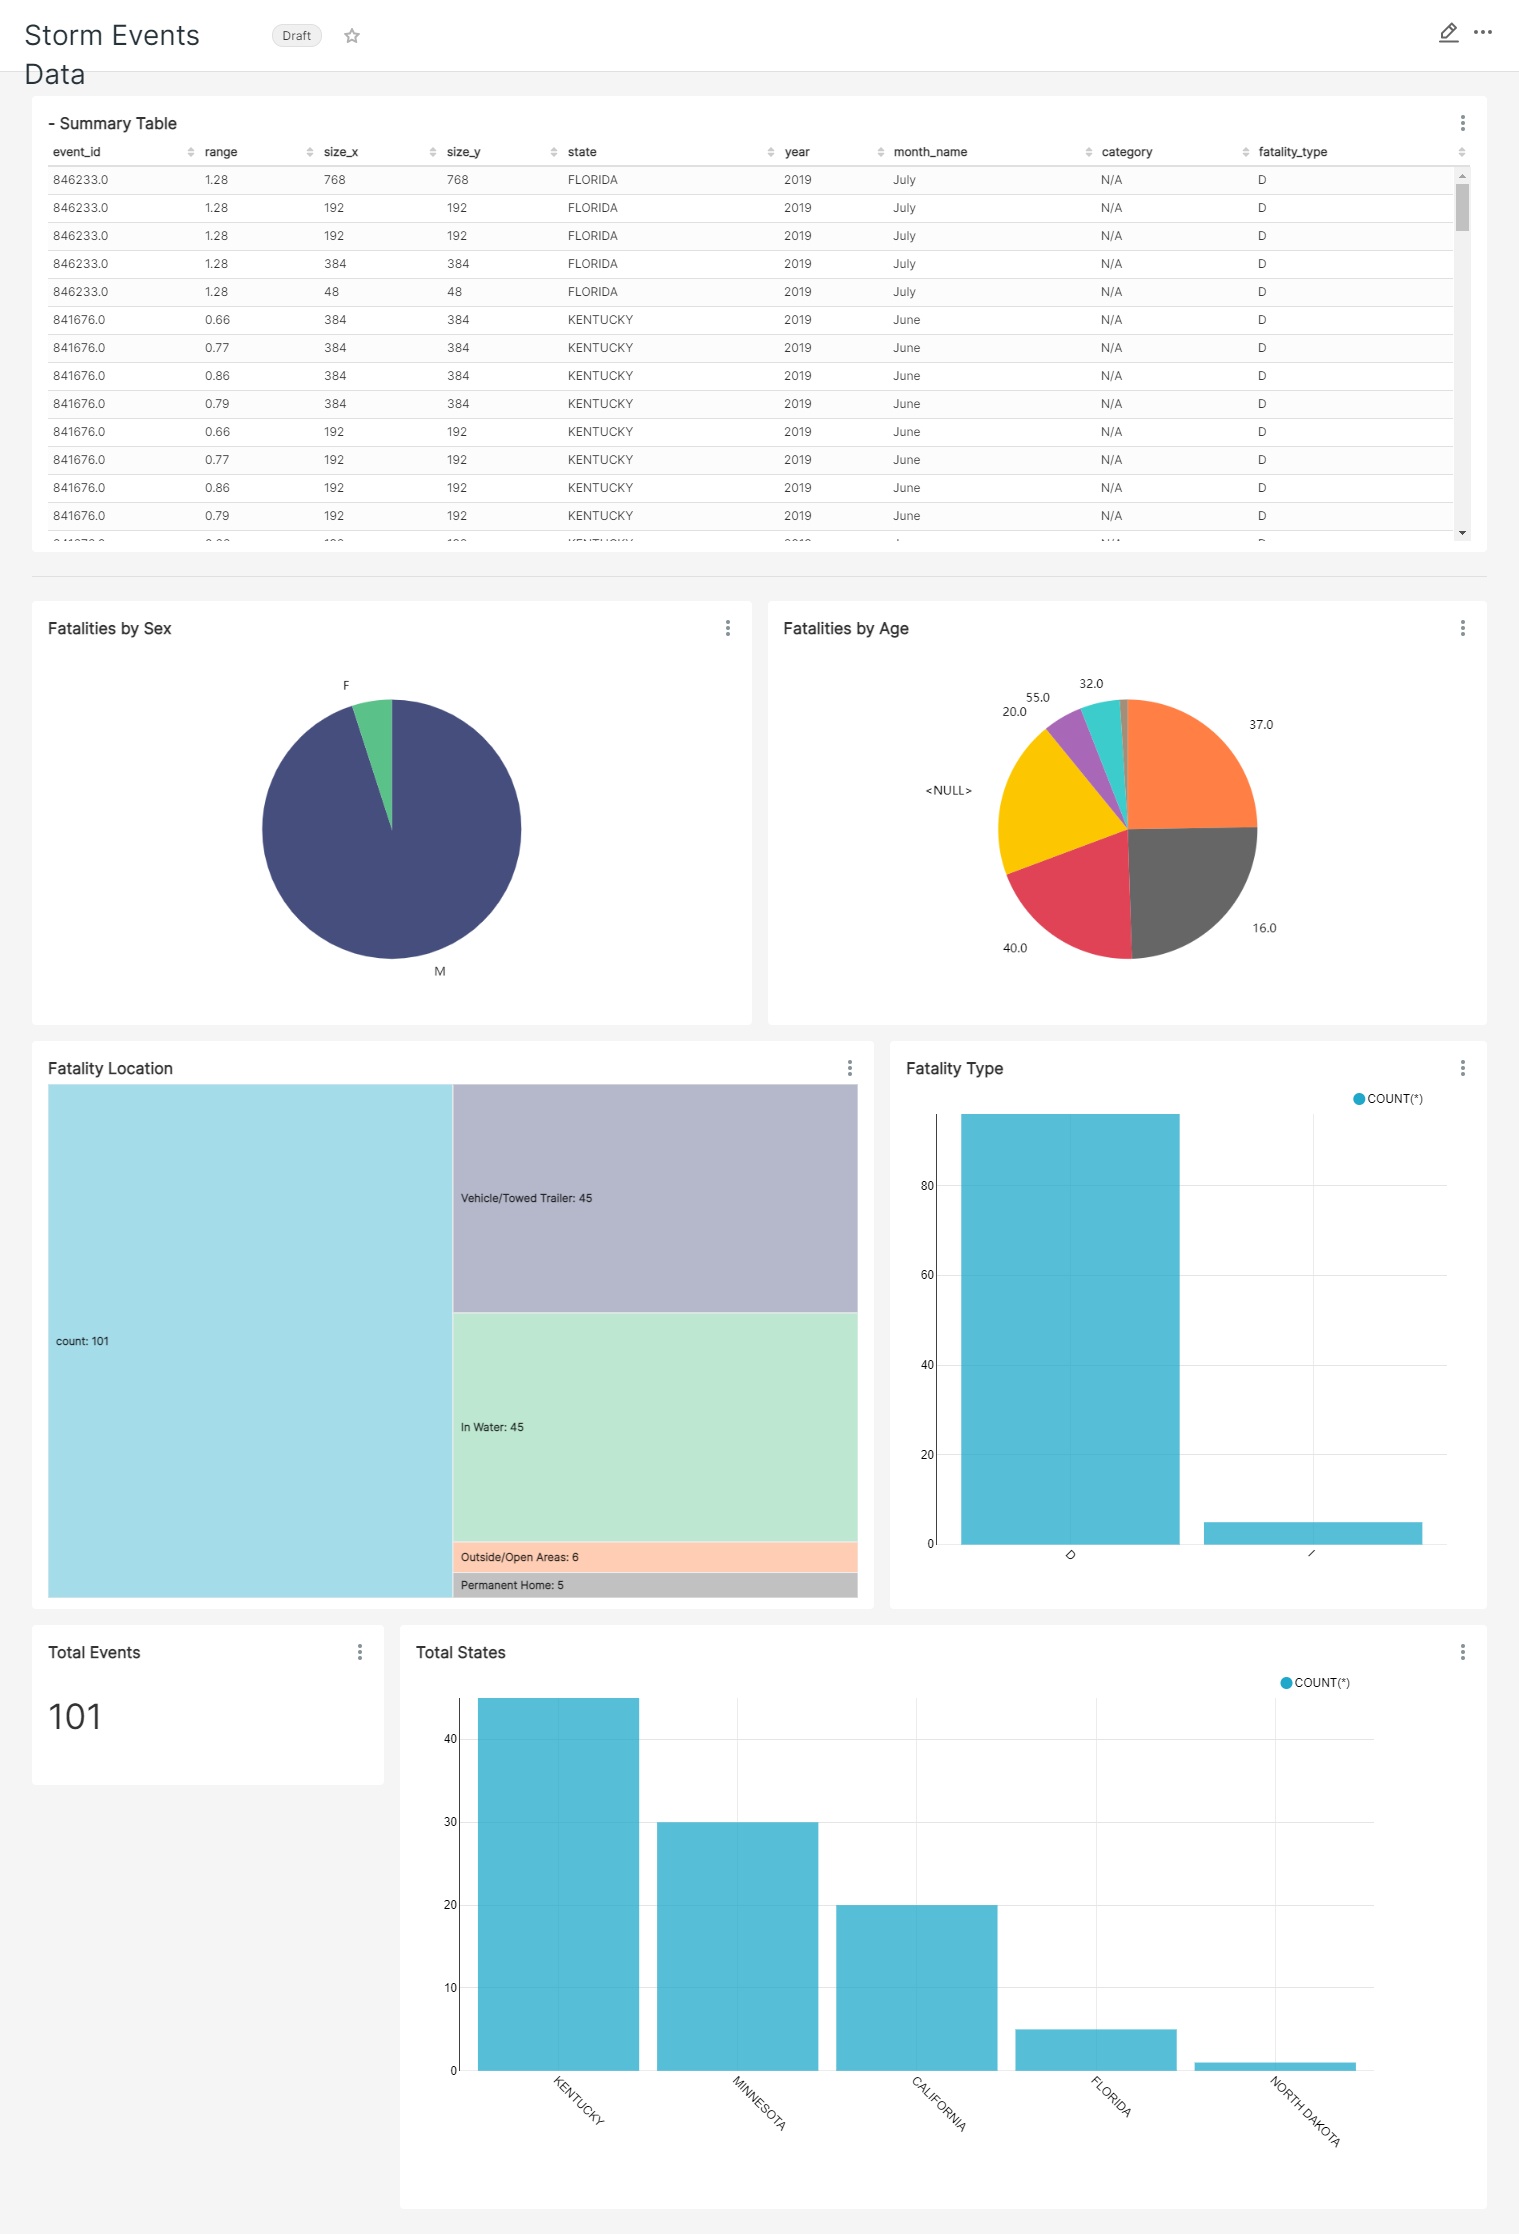 Storm Events
Data
Draft
- Summary Table
event_id range size_x size_y state year month_name category fatality_type
846233.0 1.28 768 768 FLORIDA 2019 July N/A D
846233.0 1.28 192 192 FLORIDA 2019 July N/A D
846233.0 1.28 192 192 FLORIDA 2019 July N/A D
846233.0 1.28 384 384 FLORIDA 2019 July N/A D
846233.0 1.28 48 48 FLORIDA 2019 July N/A D
841676.0 0.66 384 384 KENTUCKY 2019 June N/A D
841676.0 0.77 384 384 KENTUCKY 2019 June N/A D
841676.0 0.86 384 384 KENTUCKY 2019 June N/A D
841676.0 0.79 384 384 KENTUCKY 2019 June N/A D
841676.0 0.66 192 192 KENTUCKY 2019 June N/A D
841676.0 0.77 192 192 KENTUCKY 2019 June N/A D
841676.0 0.86 192 192 KENTUCKY 2019 June N/A D
841676.0 0.79 192 192 KENTUCKY 2019 June N/A D
Fatalities by Sex
F
M
Fatalities by Age
32.0
55.0
20.0
37.0
<NULL>
16.0
40.0
Fatality Location
count: 101
Vehicle/Towed Trailer: 45
In Water: 45
Outside/Open Areas: 6
Permanent Home: 5
Fatality Type
COUNT(*)
80
60
40
20
0
D
I
Total Events
101
Total States
COUNT(*)
40
30
20
10
0
KENTUCKY
MINNESOTA
CALIFORNIA
FLORIDA
NORTH DAKOTA